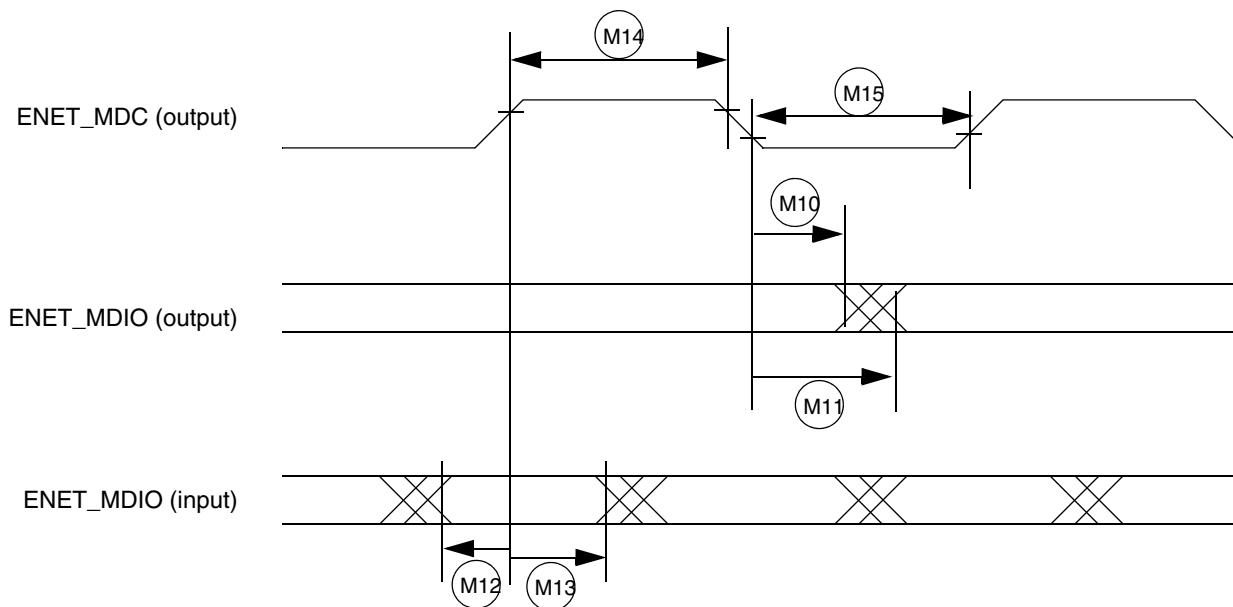 M14
ENET_MDC (output)
M15
M10
ENET_MDIO (output)
M11
ENET_MDIO (input)
M12
M13